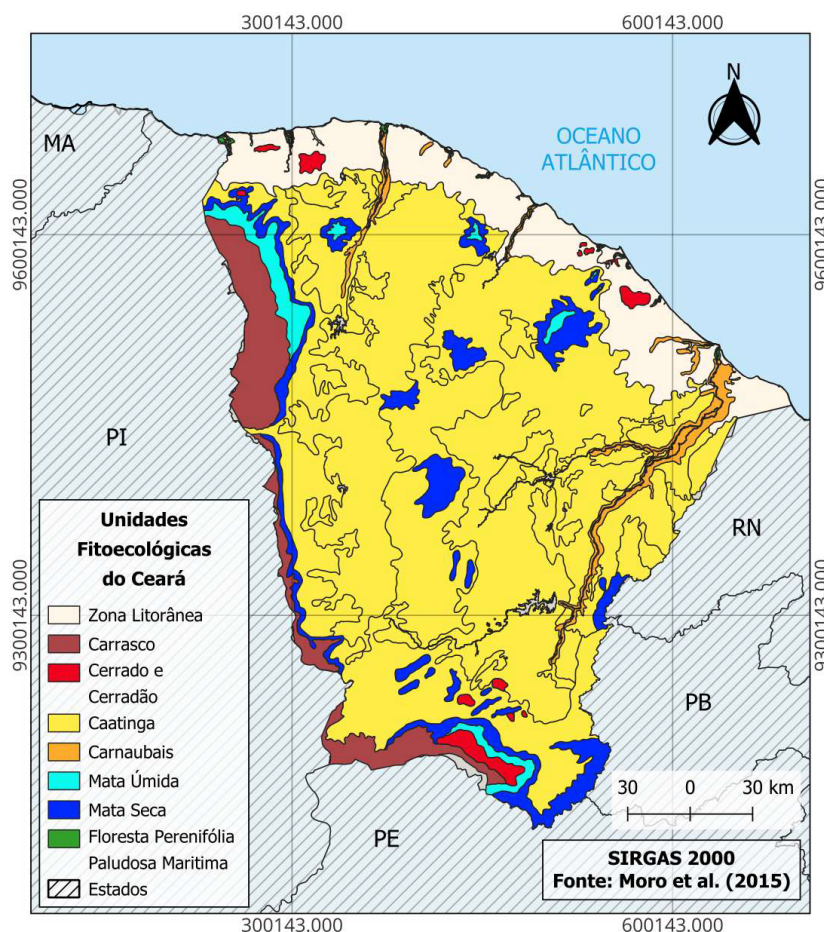 300143.000 600143.000
N
MA
OCEANO
ATLÂNTICO
9600143.000 9600143.000
PI
RN
Unidades
Fitoecológicas
do Ceará
Zona Litorânea
Carrasco
Cerrado e
Cerradão
Caatinga
Carnaubais
Mata Úmida
Mata Seca
Floresta Perenifólia
Paludosa Maritima
Estados
9300143.000 9300143.000
PB
30 0 30 km
PE
SIRGAS 2000
Fonte: Moro et al. (2015)
300143.000 600143.000